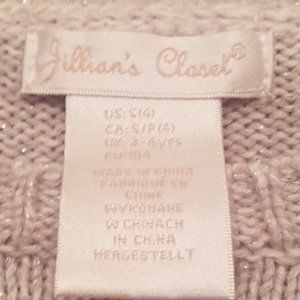 Jillian's Closet®
US: S(4)
CA: S/P(4)
UK: 3-4YRS
MADE IN CHINA
FABRIQUE EN
CHINE
WYKONANE
W CHINACH
IN CHINA
HERGESTELLT